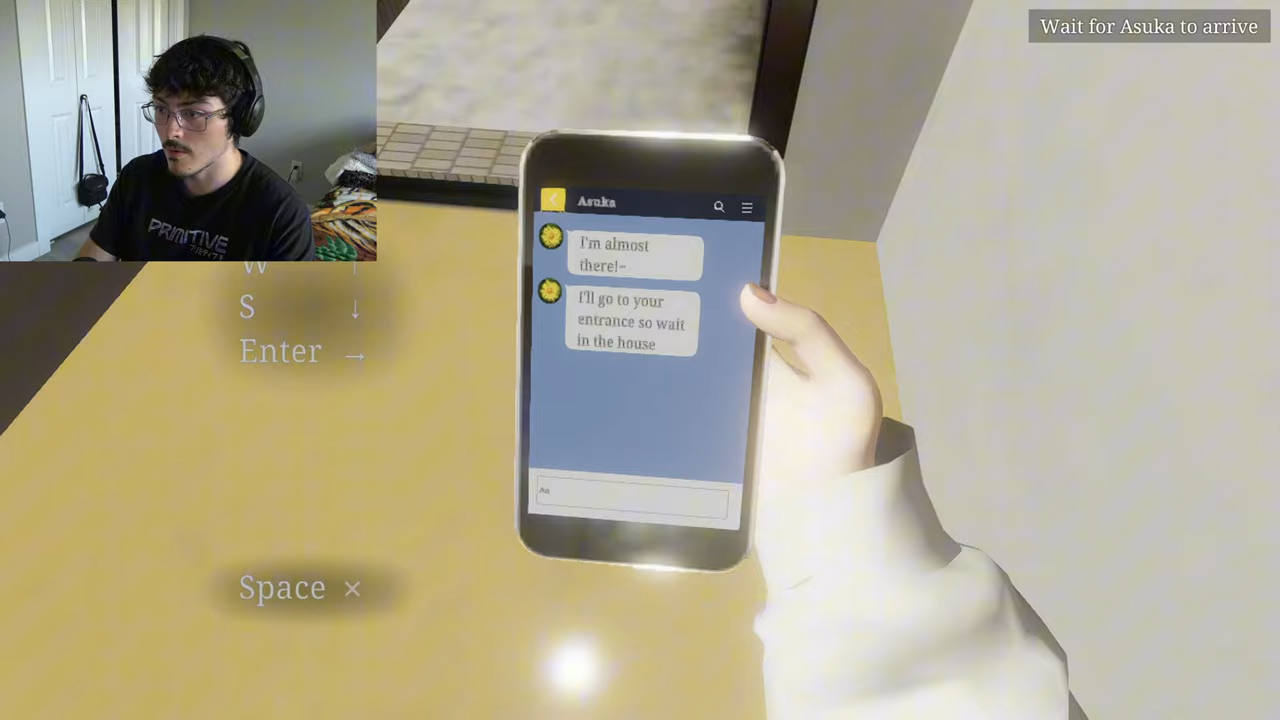 Wait for Asuka to arrive
PRIMITIVE
Asuka
I'm almost
there!~
I'll go to your
entrance so wait
in the house
Aa
W ↑
S ↓
Enter →
Space ×